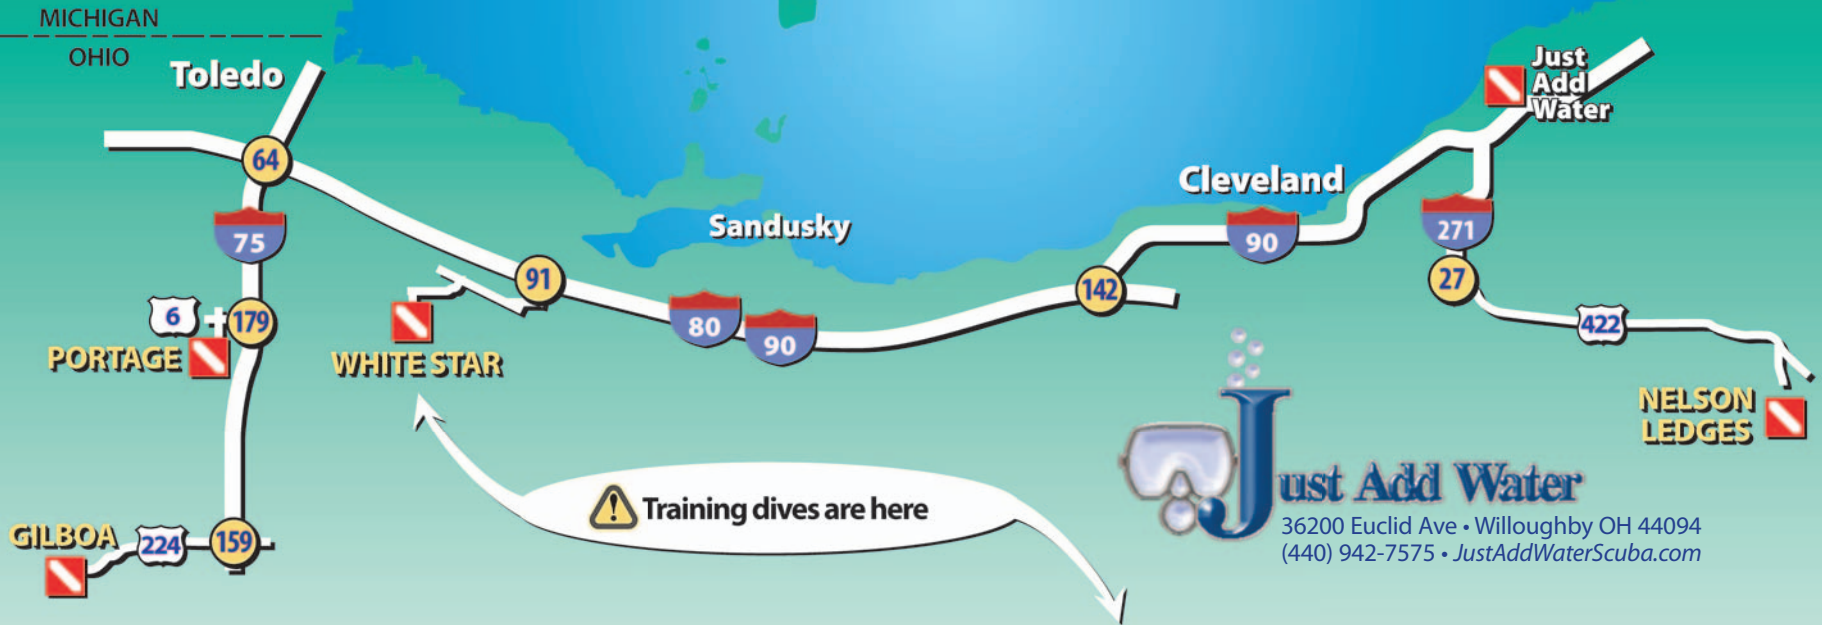 MICHIGAN
OHIO
Toledo
Just
Add
Water
64
Cleveland
Sandusky
75
90
271
91
27
142
6
179
80
90
422
PORTAGE
WHITE STAR
NELSON
LEDGES
Training dives are here
Just Add Water
36200 Euclid Ave • Willoughby OH 44094
(440) 942-7575 • JustAddWaterScuba.com
GILBOA
224
159